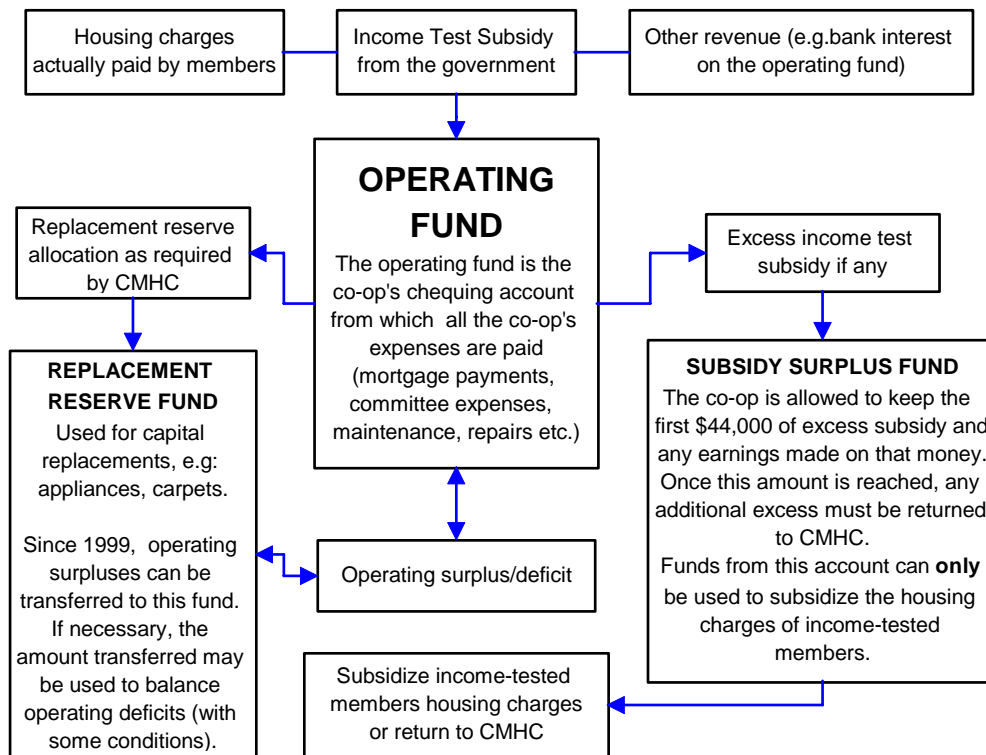 Housing charges
actually paid by members
Income Test Subsidy
from the government
Other revenue (e.g.bank interest
on the operating fund)
OPERATING
FUND
The operating fund is the
co-op's chequing account
from which all the co-op's
expenses are paid
(mortgage payments,
committee expenses,
maintenance, repairs etc.)
Replacement reserve
allocation as required
by CMHC
Excess income test
subsidy if any
REPLACEMENT
RESERVE FUND
Used for capital
replacements, e.g:
appliances, carpets.
Since 1999, operating
surpluses can be
transferred to this fund.
If necessary, the
amount transferred may
be used to balance
operating deficits (with
some conditions).
Operating surplus/deficit
SUBSIDY SURPLUS FUND
The co-op is allowed to keep the
first $44,000 of excess subsidy and
any earnings made on that money.
Once this amount is reached, any
additional excess must be returned
to CMHC.
Funds from this account can only
be used to subsidize the housing
charges of income-tested
members.
Subsidize income-tested
members housing charges
or return to CMHC